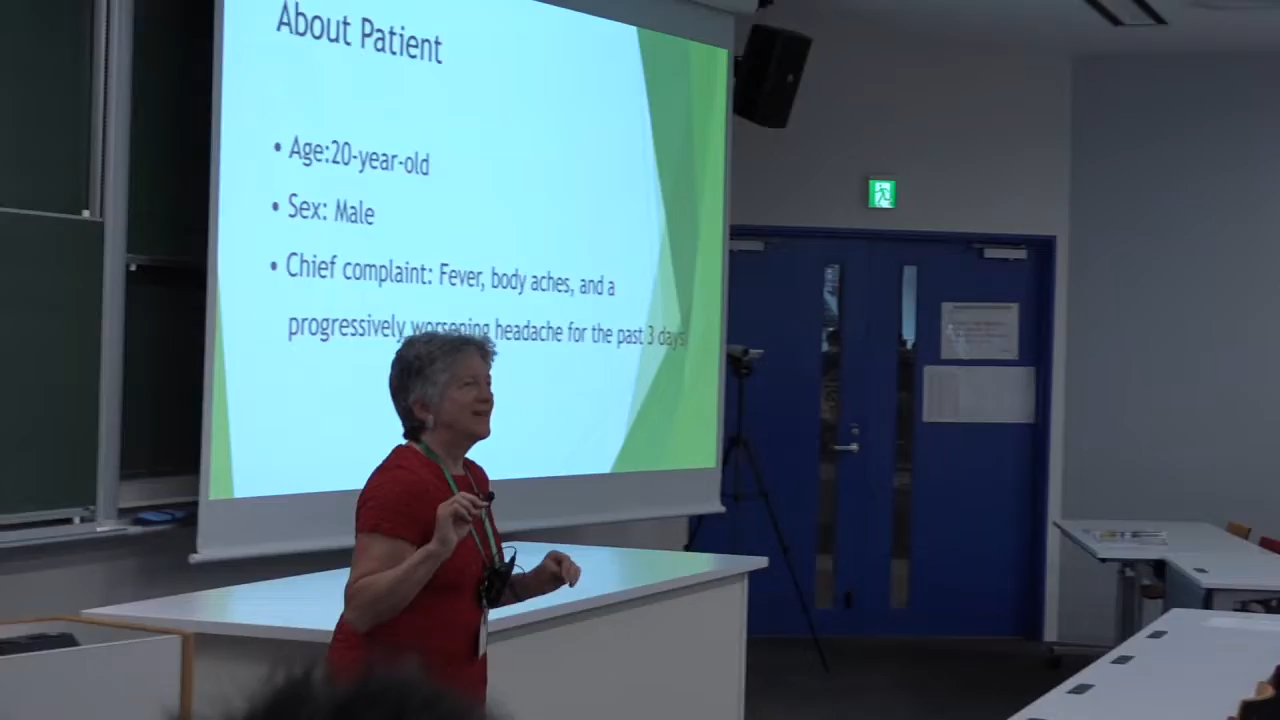 About Patient
• Age:20-year-old
• Sex: Male
• Chief complaint: Fever, body aches, and a
progressively worsening headache for the past 3 days